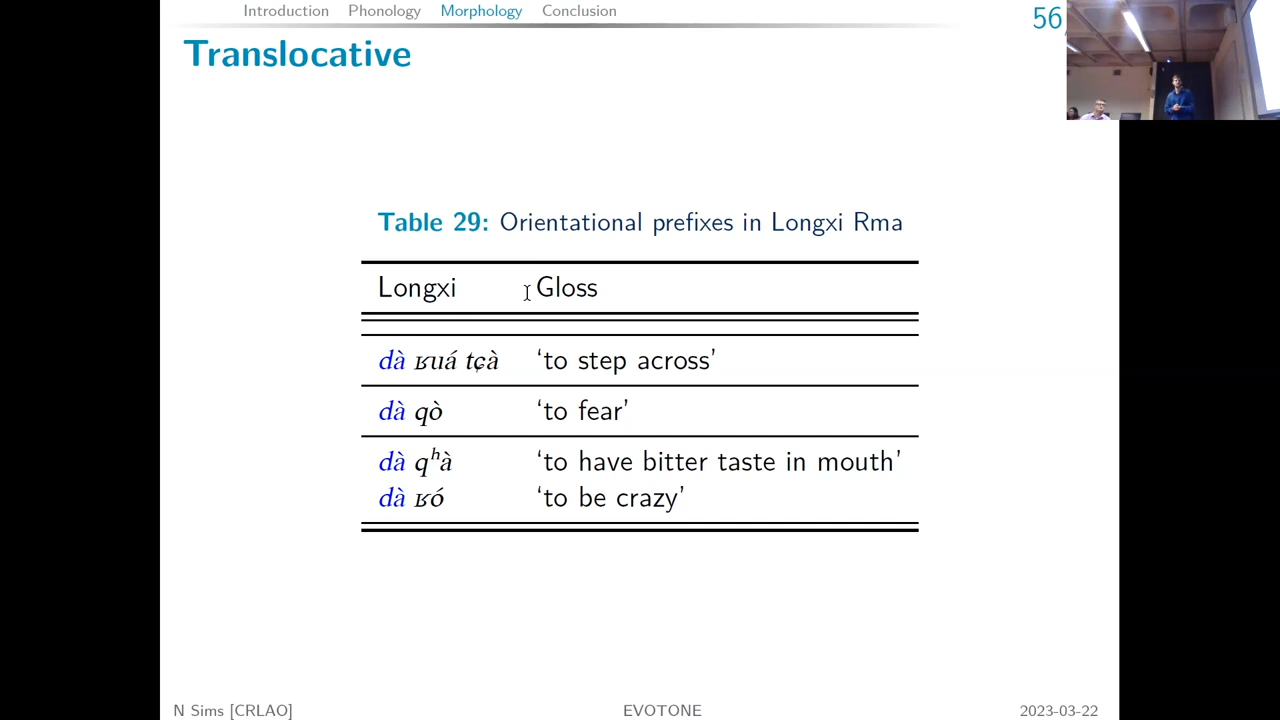 Introduction Phonology Morphology Conclusion
56
Translocative
Table 29: Orientational prefixes in Longxi Rma
Longxi Gloss
dà ʁuá tɕà ‘to step across’
dà qò ‘to fear’
dà qʰà ‘to have bitter taste in mouth’
dà ʁó ‘to be crazy’
N Sims [CRLAO] EVOTONE 2023-03-22